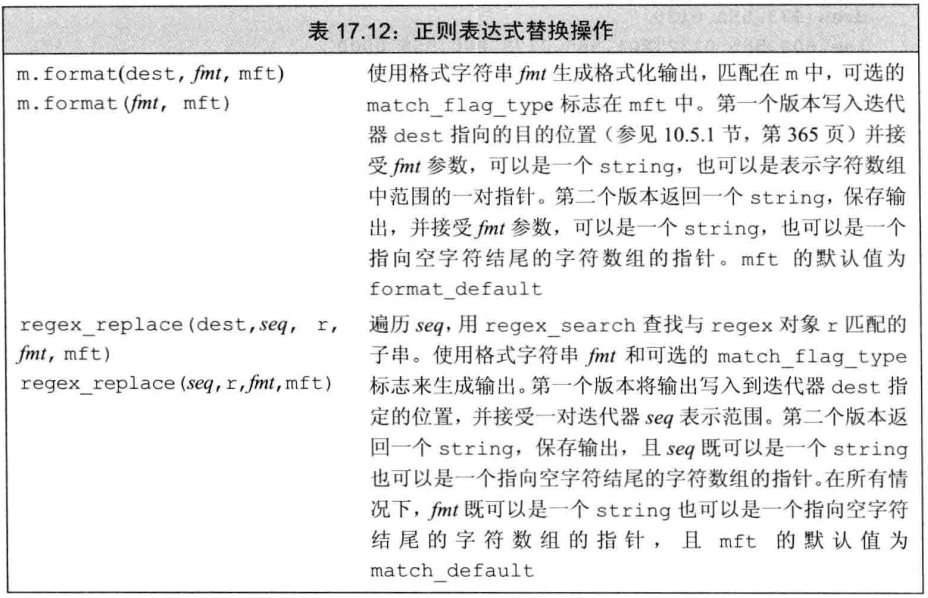 表 17.12：正则表达式替换操作
m.format(dest, fmt, mft)
m.format(fmt, mft)
使用格式字符串 fmt 生成格式化输出，匹配在 m 中，可选的
match_flag_type 标志在 mft 中。第一个版本写入迭代
器 dest 指向的目的位置（参见 10.5.1 节，第 365 页）并接
受 fmt 参数，可以是一个 string，也可以是表示字符数组
中范围的一对指针。第二个版本返回一个 string，保存输
出，并接受 fmt 参数，可以是一个 string，也可以是一个
指向空字符结尾的字符数组的指针。mft 的默认值为
format_default
regex_replace(dest,seq, r,
fmt, mft)
regex_replace(seq,r,fmt,mft)
遍历 seq，用 regex_search 查找与 regex 对象 r 匹配的
子串。使用格式字符串 fmt 和可选的 match_flag_type
标志来生成输出。第一个版本将输出写入到迭代器 dest 指
定的位置，并接受一对迭代器 seq 表示范围。第二个版本返
回一个 string，保存输出，且 seq 既可以是一个 string
也可以是一个指向空字符结尾的字符数组的指针。在所有情
况下，fmt 既可以是一个 string 也可以是一个指向空字符
结尾的字符数组的指针，且 mft 的默认值为
match_default